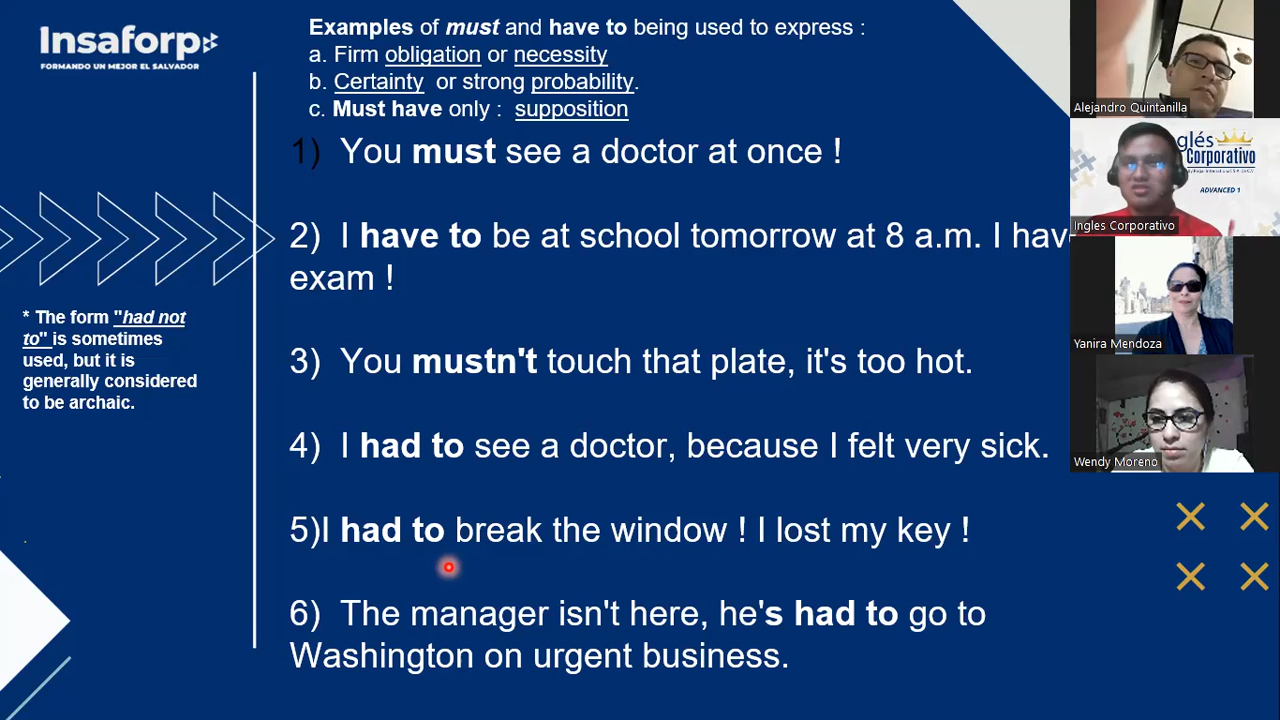 Insaforp
FORMANDO UN MEJOR EL SALVADOR
Examples of must and have to being used to express :
a. Firm obligation or necessity
b. Certainty or strong probability.
c. Must have only : supposition
1) You must see a doctor at once !
2) I have to be at school tomorrow at 8 a.m. I have
exam !
* The form "had not
to" is sometimes
used, but it is
generally considered
to be archaic.
3) You mustn't touch that plate, it's too hot.
4) I had to see a doctor, because I felt very sick.
5)I had to break the window ! I lost my key !
6) The manager isn't here, he's had to go to
Washington on urgent business.
Alejandro Quintanilla
glés
Corporativo
ADVANCED 1
Ingles Corporativo
Yanira Mendoza
Wendy Moreno